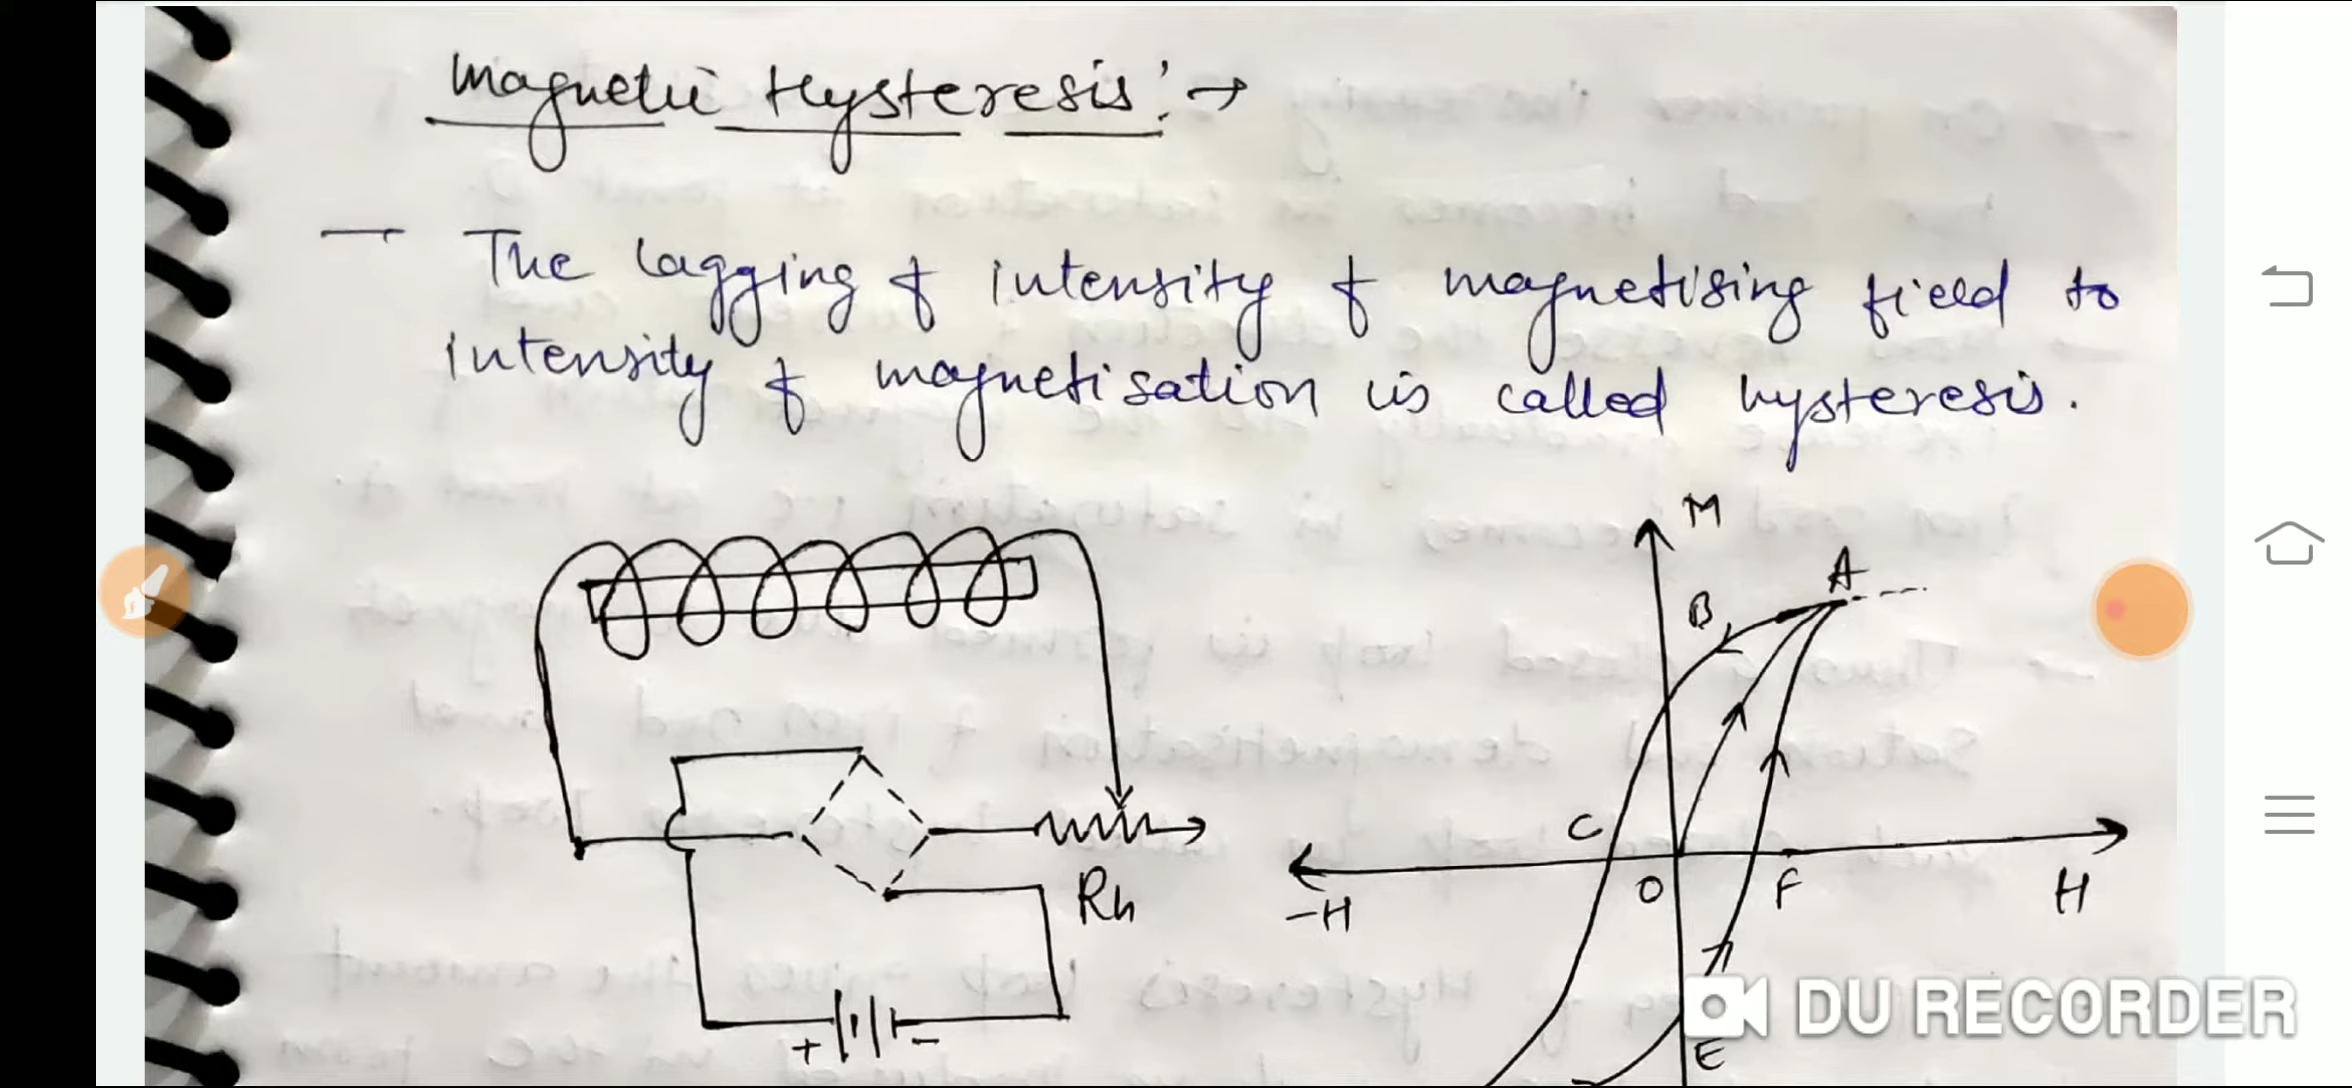 Magnetic Hysteresis :→
— The lagging of intensity of magnetising field to
intensity of magnetisation is called hysteresis.
M
A
B
C
O
F
H
-H
Rh
+ -
E
DU RECORDER